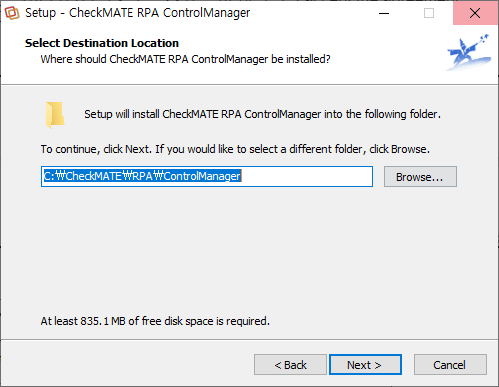 Setup - CheckMATE RPA ControlManager
Select Destination Location
Where should CheckMATE RPA ControlManager be installed?
Setup will install CheckMATE RPA ControlManager into the following folder.
To continue, click Next. If you would like to select a different folder, click Browse.
C:₩CheckMATE₩RPA₩ControlManager
Browse...
At least 835.1 MB of free disk space is required.
< Back
Next >
Cancel